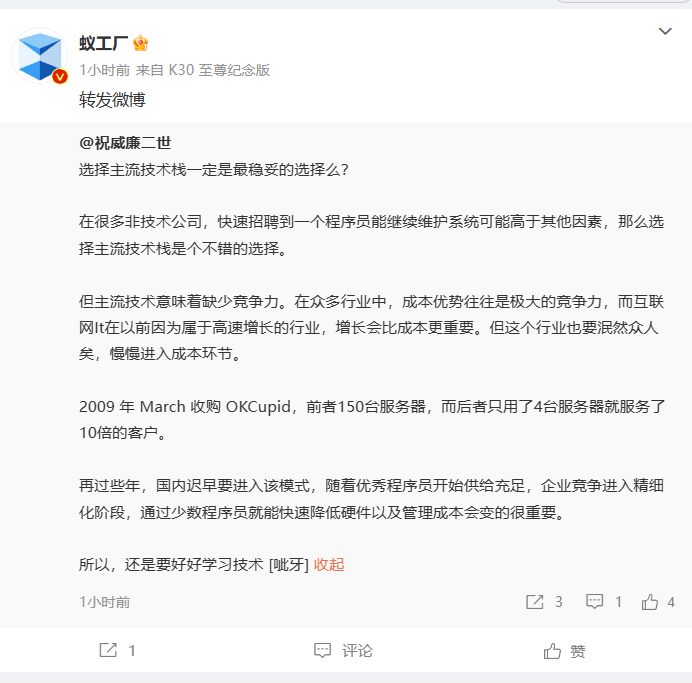 蚁工厂
1小时前 来自 K30 至尊纪念版
转发微博
@祝威廉二世
选择主流技术栈一定是最稳妥的选择么？
在很多非技术公司，快速招聘到一个程序员能继续维护系统可能高于其他因素，那么选
择主流技术栈是个不错的选择。
但主流技术意味着缺少竞争力。在众多行业中，成本优势往往是极大的竞争力，而互联
网It在以前因为属于高速增长的行业，增长会比成本更重要。但这个行业也要泯然众人
矣，慢慢进入成本环节。
2009 年 March 收购 OKCupid，前者150台服务器，而后者只用了4台服务器就服务了
10倍的客户。
再过些年，国内迟早要进入该模式，随着优秀程序员开始供给充足，企业竞争进入精细
化阶段，通过少数程序员就能快速降低硬件以及管理成本会变的很重要。
所以，还是要好好学习技术 [呲牙] 收起
1小时前 3 1 4
1 评论 赞